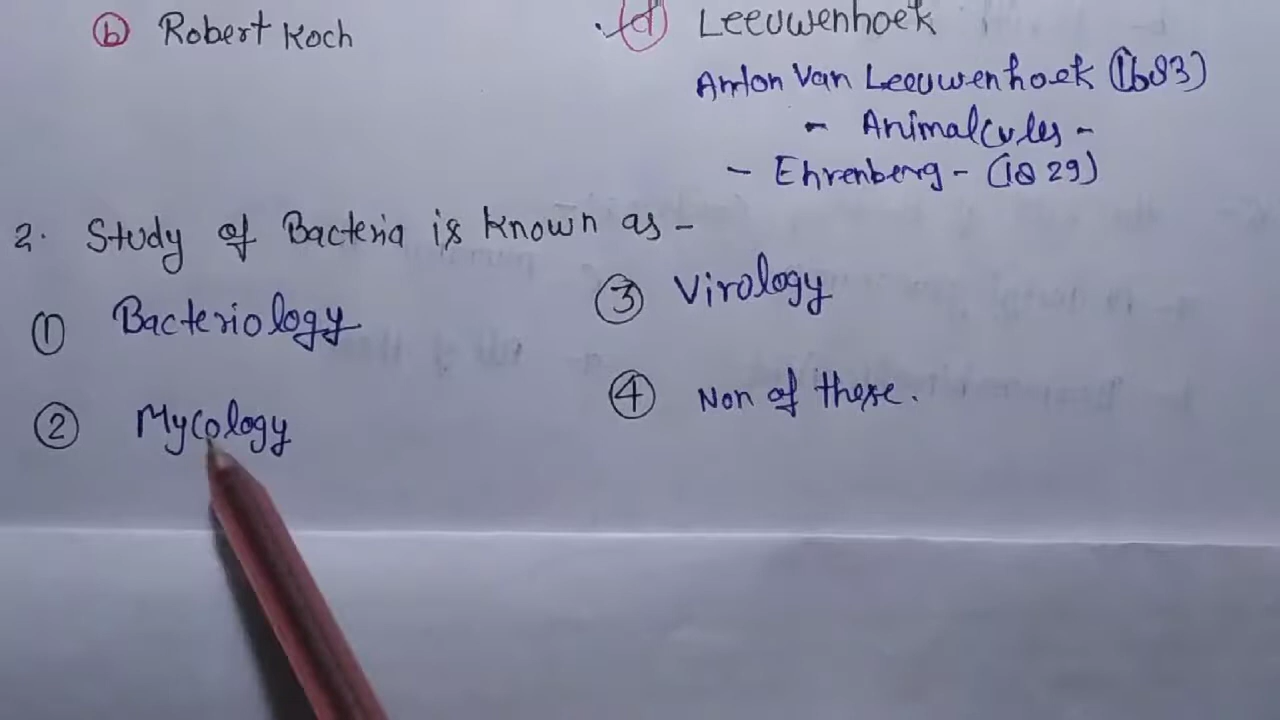 (b) Robert Koch
(d) Leeuwenhoek
Anton Van Leeuwenhoek (1683)
- Animalcules -
- Ehrenberg - (1829)
2. Study of Bacteria is known as -
(1) Bacteriology
(3) Virology
(2) Mycology
(4) Non of these.